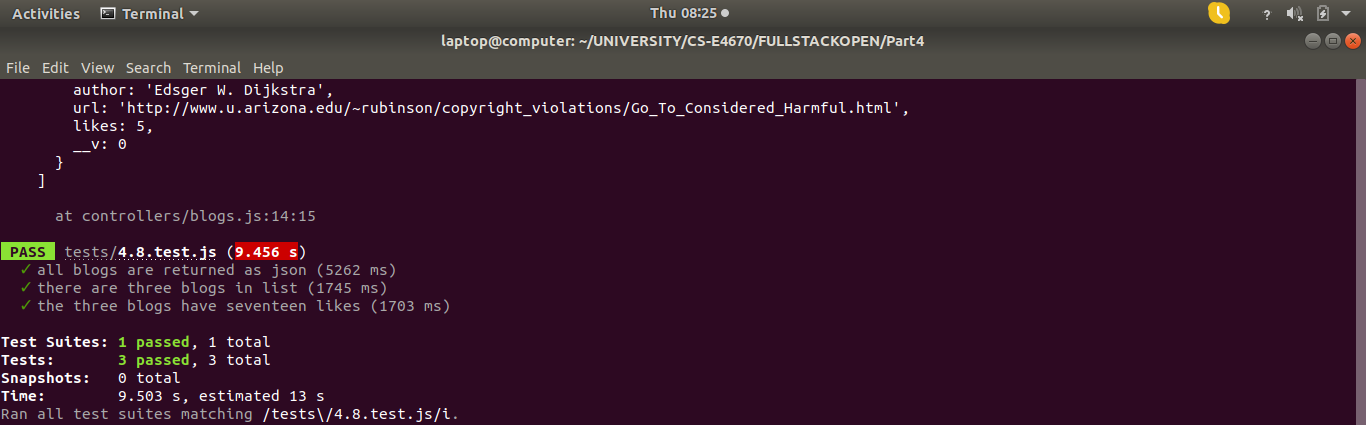 Activities Terminal Thu 08:25
laptop@computer: ~/UNIVERSITY/CS-E4670/FULLSTACKOPEN/Part4
File Edit View Search Terminal Help
author: 'Edsger W. Dijkstra',
url: 'http://www.u.arizona.edu/~rubinson/copyright_violations/Go_To_Considered_Harmful.html',
likes: 5,
__v: 0
}
]
at controllers/blogs.js:14:15
PASS tests/4.8.test.js (9.456 s)
✓ all blogs are returned as json (5262 ms)
✓ there are three blogs in list (1745 ms)
✓ the three blogs have seventeen likes (1703 ms)
Test Suites: 1 passed, 1 total
Tests: 3 passed, 3 total
Snapshots: 0 total
Time: 9.503 s, estimated 13 s
Ran all test suites matching /tests\/4.8.test.js/i.